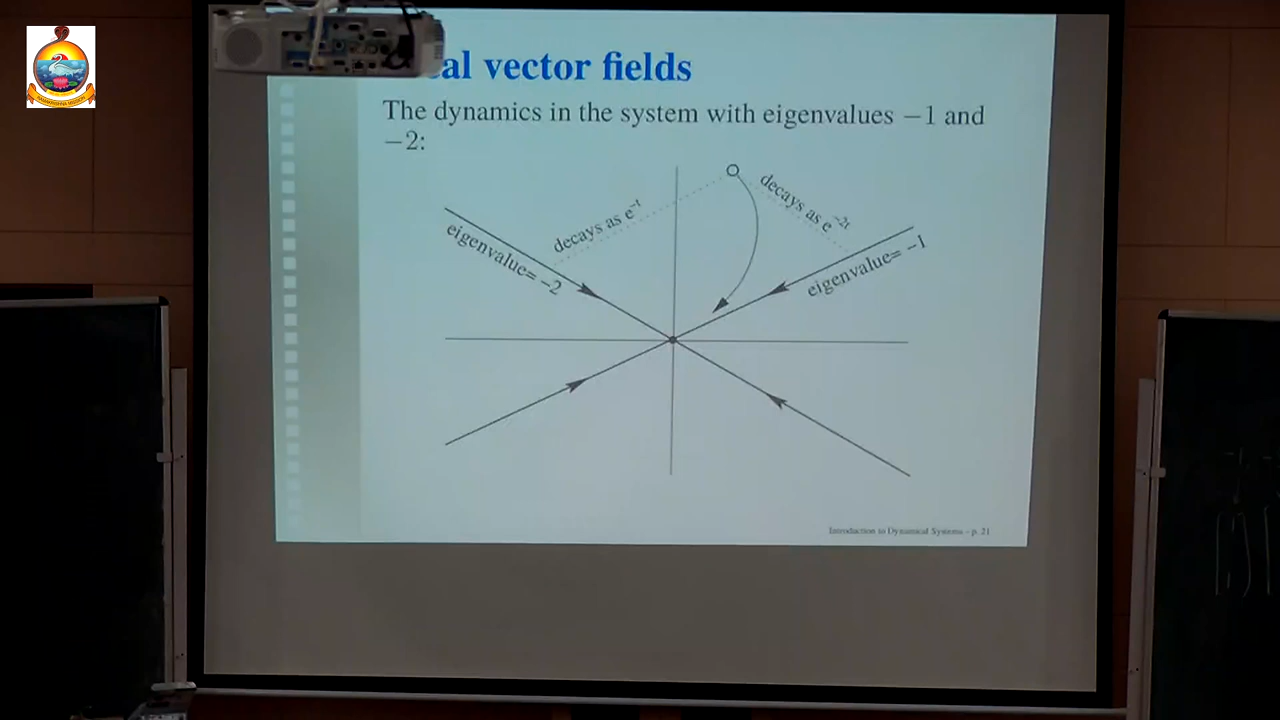 al vector fields
The dynamics in the system with eigenvalues −1 and
−2:
decays as e^-t
decays as e^-2t
eigenvalue= −2
eigenvalue= −1
Introduction to Dynamical Systems – p. 21